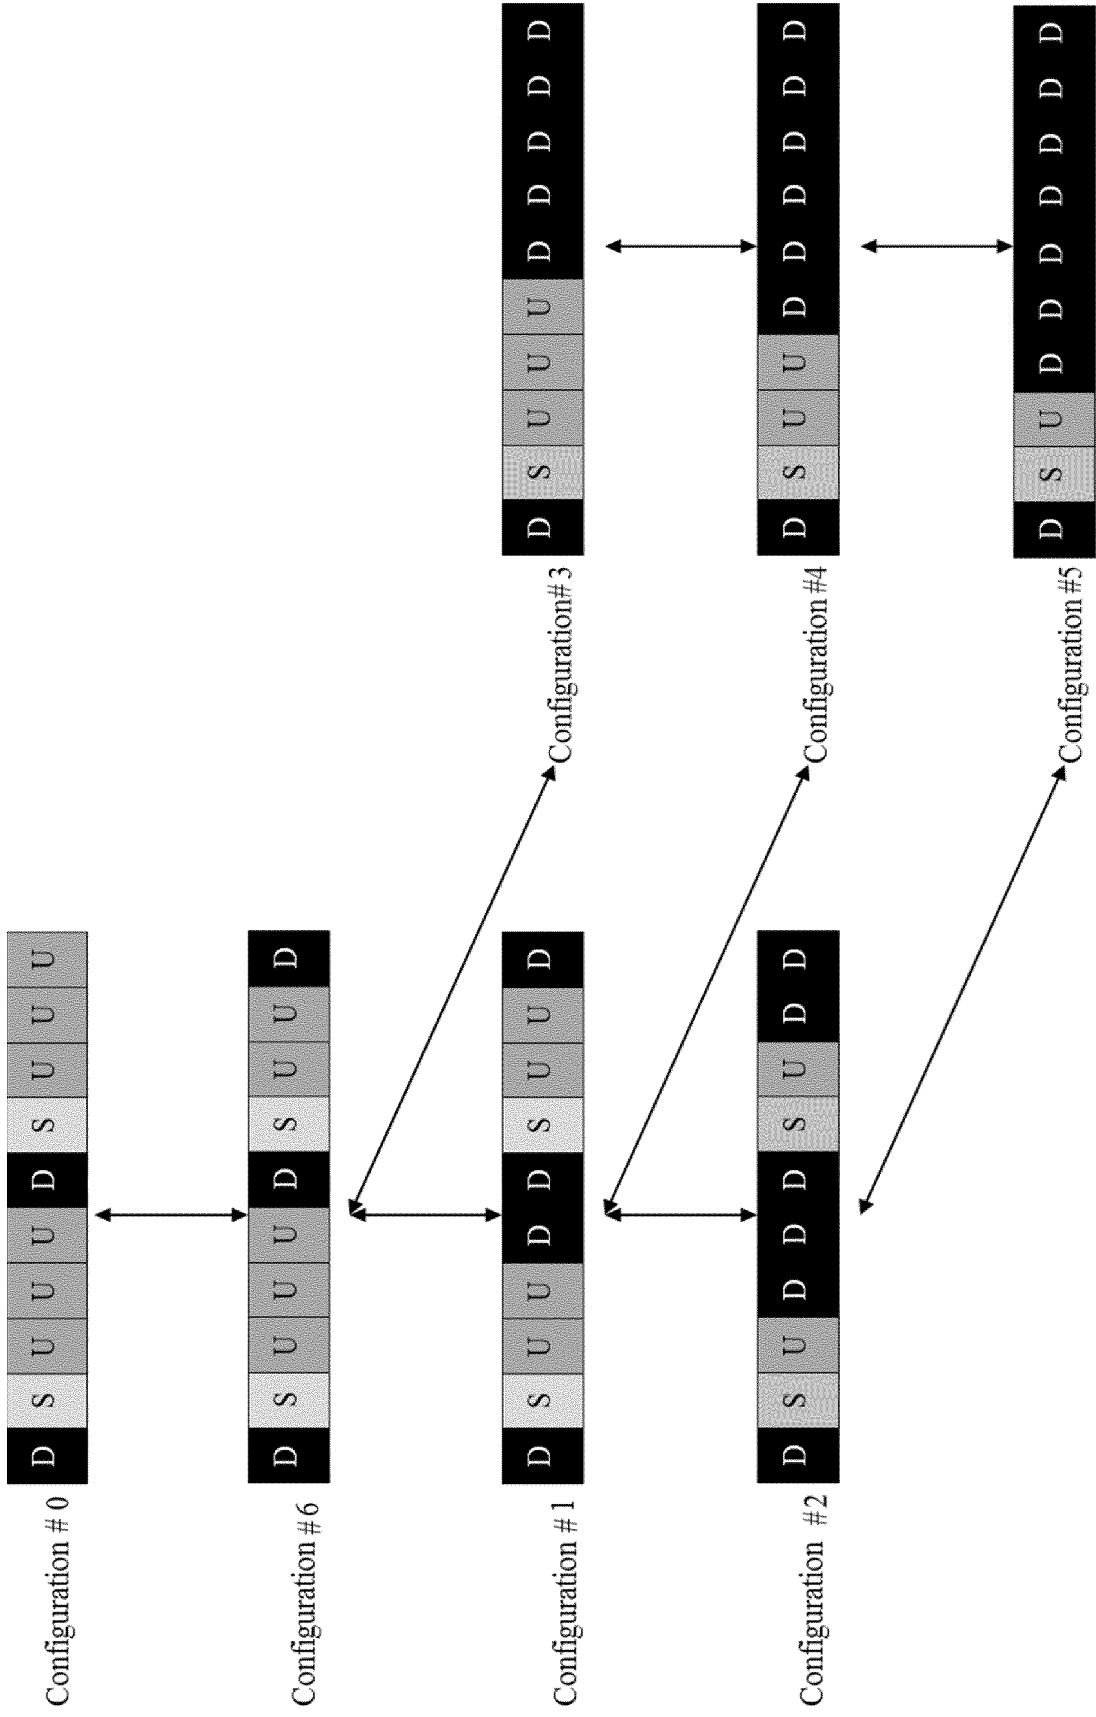 Configuration # 0
D S U U U D S U U U
Configuration # 6
D S U U U D S U U D
Configuration # 1
D S U U D D S U U D
Configuration# 3
D S U U U D D D D D
Configuration #2
D S U D D D S U D D
Configuration #4
D S U U D D D D D D
Configuration #5
D S U D D D D D D D